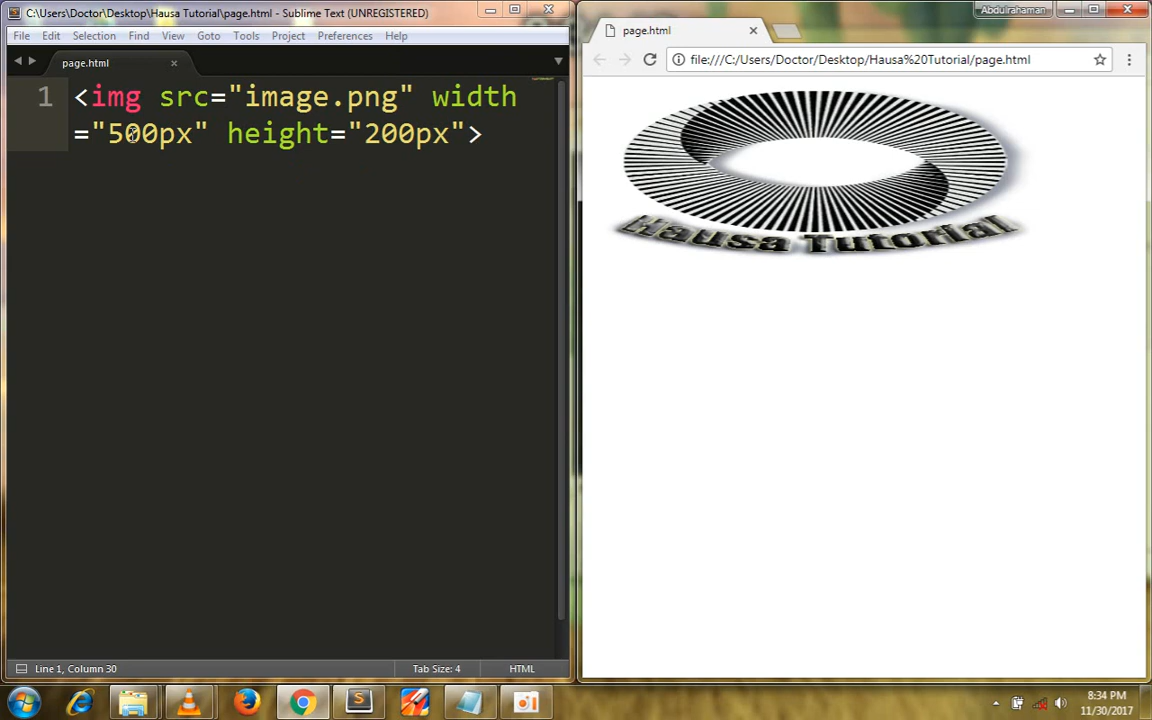 C:\Users\Doctor\Desktop\Hausa Tutorial\page.html - Sublime Text (UNREGISTERED)
File Edit Selection Find View Goto Tools Project Preferences Help
page.html
1 <img src="image.png" width
="500px" height="200px">
Line 1, Column 30
Tab Size: 4
HTML
Abdulrahaman
page.html
file:///C:/Users/Doctor/Desktop/Hausa%20Tutorial/page.html
Hausa Tutorial
8:34 PM
11/30/2017